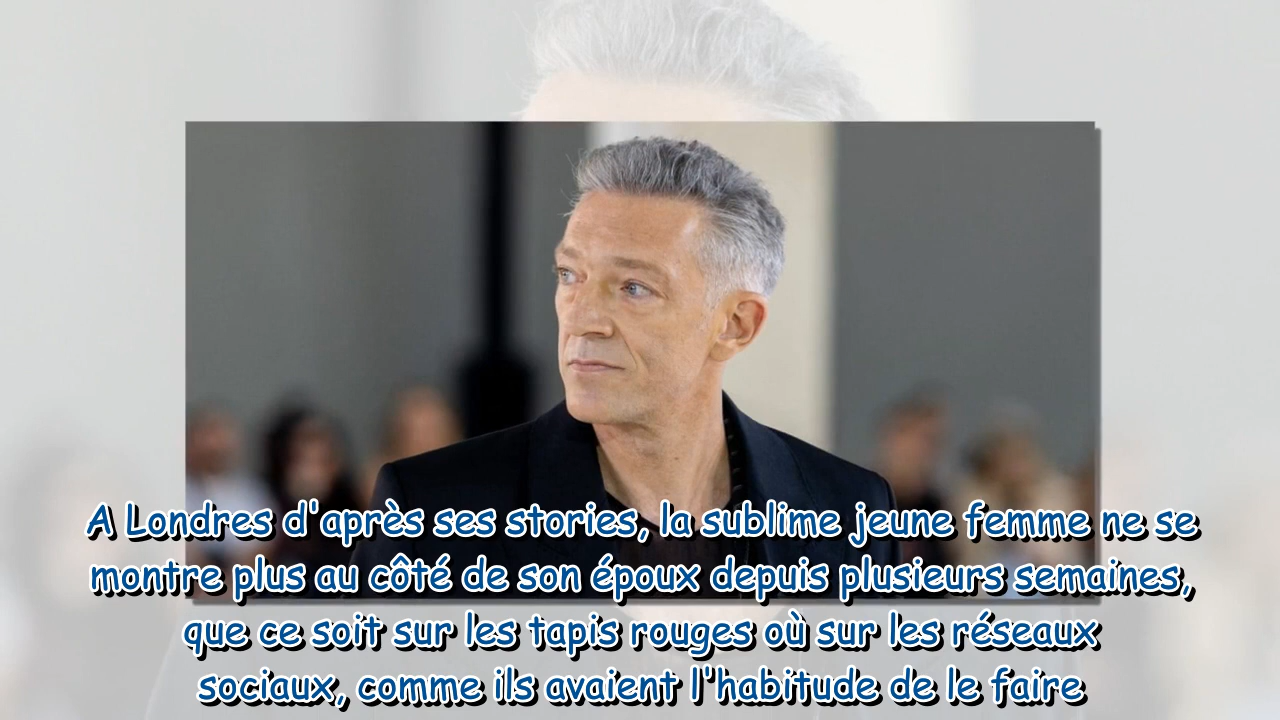 A Londres d'après ses stories, la sublime jeune femme ne se
montre plus au côté de son époux depuis plusieurs semaines,
que ce soit sur les tapis rouges où sur les réseaux
sociaux, comme ils avaient l'habitude de le faire